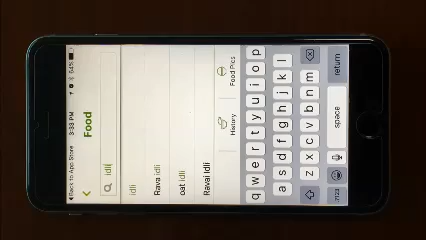 Back to App Store 3:33 PM 64%
Food
idli
idli
Rava idli
oat idli
Ravai Idli
History Food Pics
q w e r t y u i o p
a s d f g h j k l
z x c v b n m
.?123 space return